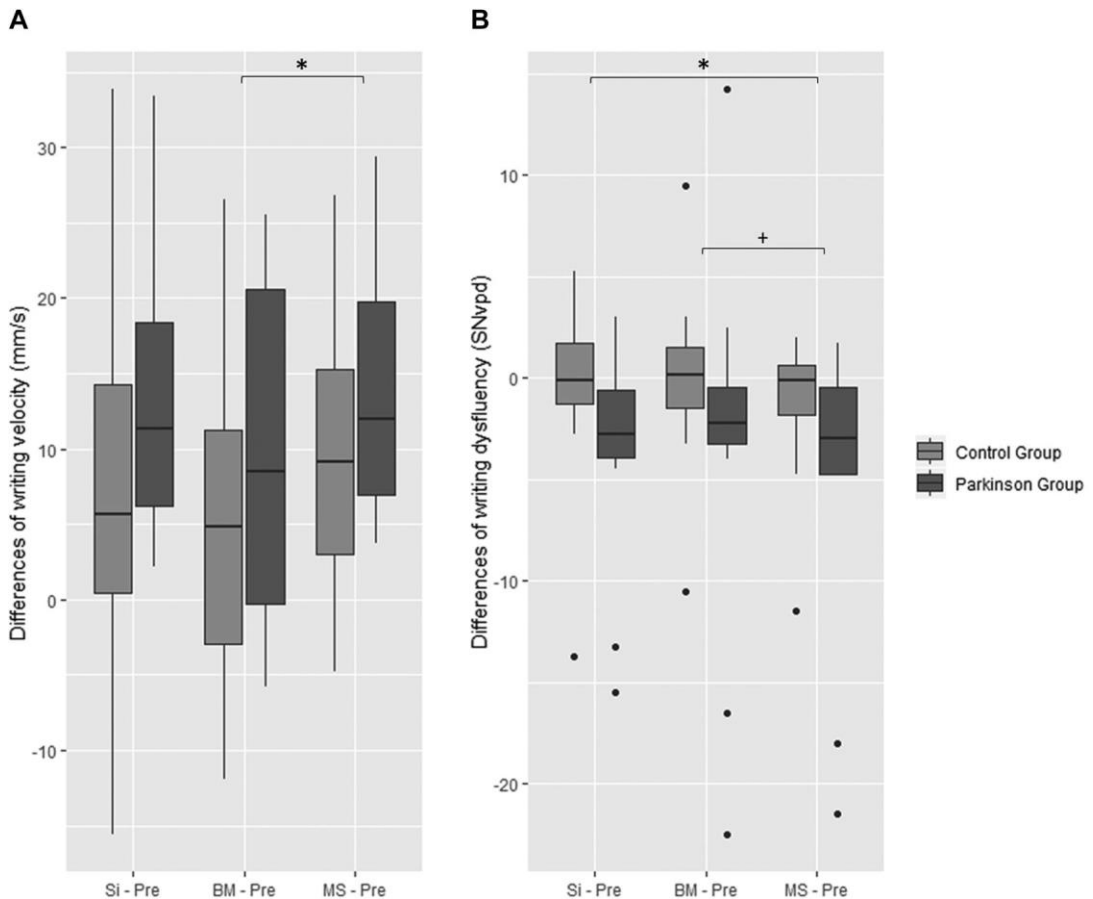 A
Differences of writing velocity (mm/s)
30
20
10
0
-10
*
Si - Pre
BM - Pre
MS - Pre
B
Differences of writing dysfluency (SNvpd)
10
0
-10
-20
*
+
Si - Pre
BM - Pre
MS - Pre
Control Group
Parkinson Group